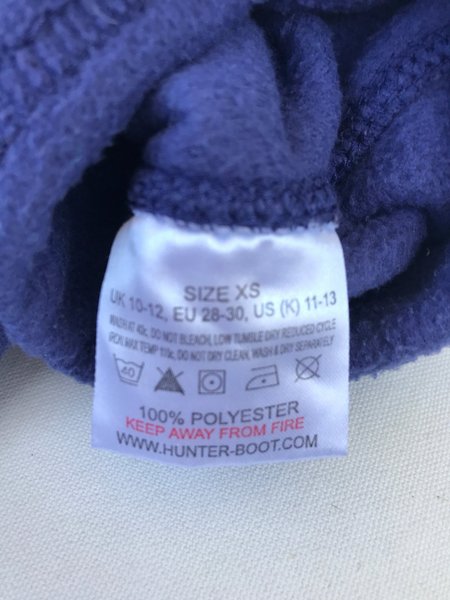 SIZE XS
UK 10-12, EU 28-30, US (K) 11-13
WASH AT 40c, DO NOT BLEACH, LOW TUMBLE DRY REDUCED CYCLE
IRON MAX TEMP 110c, DO NOT DRY CLEAN, WASH & DRY SEPARATELY
40
100% POLYESTER
KEEP AWAY FROM FIRE
WWW.HUNTER-BOOT.COM